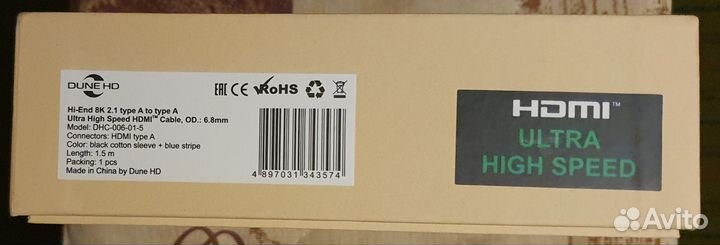 DUNE HD
EAC CE RoHS
Hi-End 8K 2.1 type A to type A
Ultra High Speed HDMI™ Cable, OD.: 6.8mm
Model: DHC-006-01-5
Connectors: HDMI type A
Color: black cotton sleeve + blue stripe
Length: 1.5 m
Packing: 1 pcs
Made in China by Dune HD
4 897031 343574
HDMI™
ULTRA
HIGH SPEED
Avito